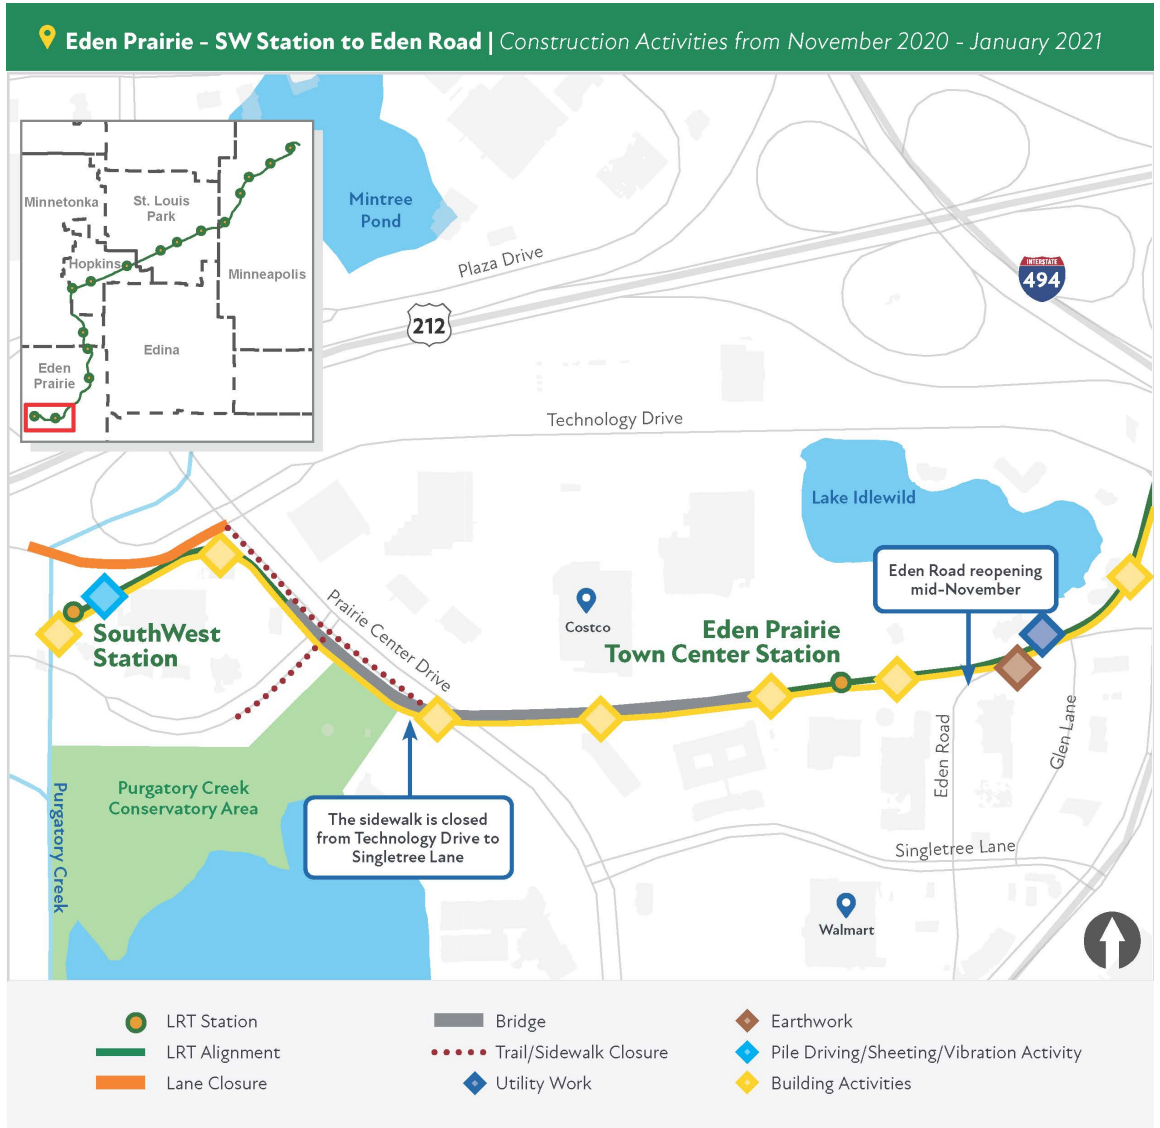 Eden Prairie - SW Station to Eden Road | Construction Activities from November 2020 - January 2021
Minnetonka
St. Louis
Park
Hopkins
Minneapolis
Edina
Eden
Prairie
Mintree
Pond
Plaza Drive
INTERSTATE
494
212
Technology Drive
Lake Idlewild
Eden Road reopening
mid-November
Prairie Center Drive
Costco
SouthWest
Station
Eden Prairie
Town Center Station
Eden Road
Glen Lane
Purgatory Creek
Conservatory Area
Purgatory Creek
The sidewalk is closed
from Technology Drive to
Singletree Lane
Singletree Lane
Walmart
LRT Station
LRT Alignment
Lane Closure
Bridge
Trail/Sidewalk Closure
Utility Work
Earthwork
Pile Driving/Sheeting/Vibration Activity
Building Activities